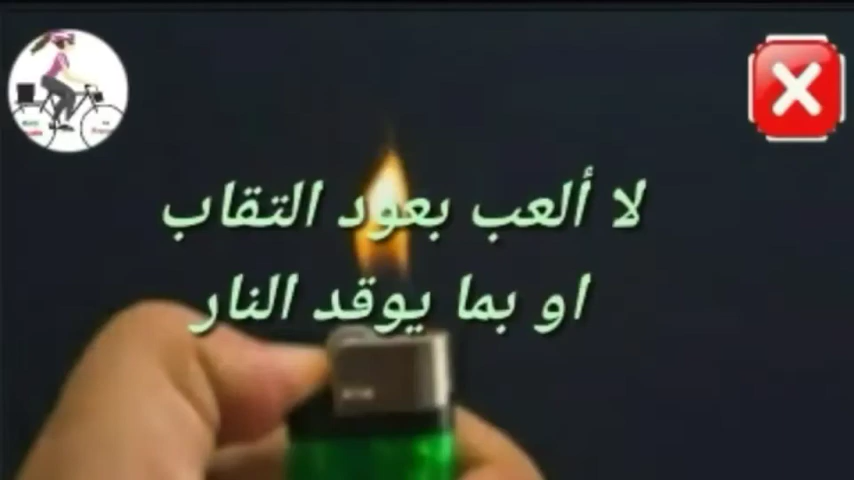 لا ألعب بعود التقاب
او بما يوقد النار